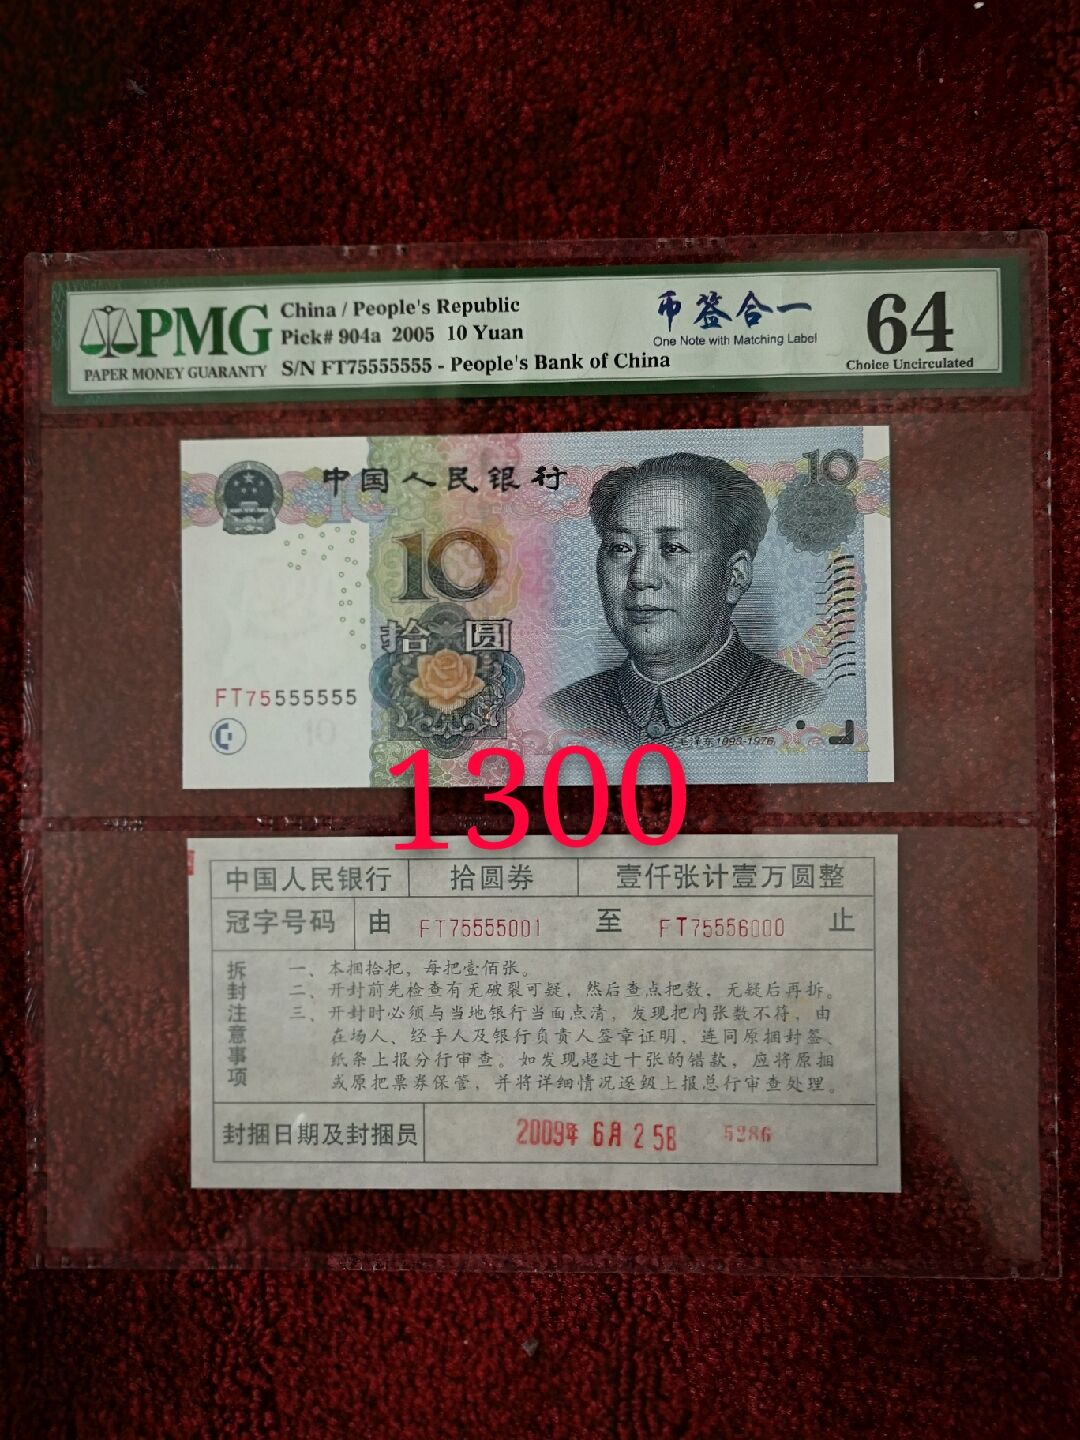 PMG
PAPER MONEY GUARANTY
China / People's Republic
Pick# 904a 2005 10 Yuan
S/N FT75555555 - People's Bank of China
币签合一
One Note with Matching Label
64
Choice Uncirculated
中国人民银行
10
10
拾圆
FT75555555
10
毛泽东1893-1976
1300
中国人民银行 拾圆券 壹仟张计壹万圆整
冠字号码 由 FT75555001 至 FT75556000 止
拆封注意事项
一、本捆拾把，每把壹佰张。
二、开封前先检查有无破裂可疑，然后查点把数，无疑后再拆。
三、开封时必须与当地银行当面点清，发现把内张数不符，由
在场人、经手人及银行负责人签章证明，连同原捆封签、
纸条上报分行审查。如发现超过十张的错款，应将原捆
或原把票券保管，并将详细情况逐级上报总行审查处理。
封捆日期及封捆员 2009年 6月 25日 5286